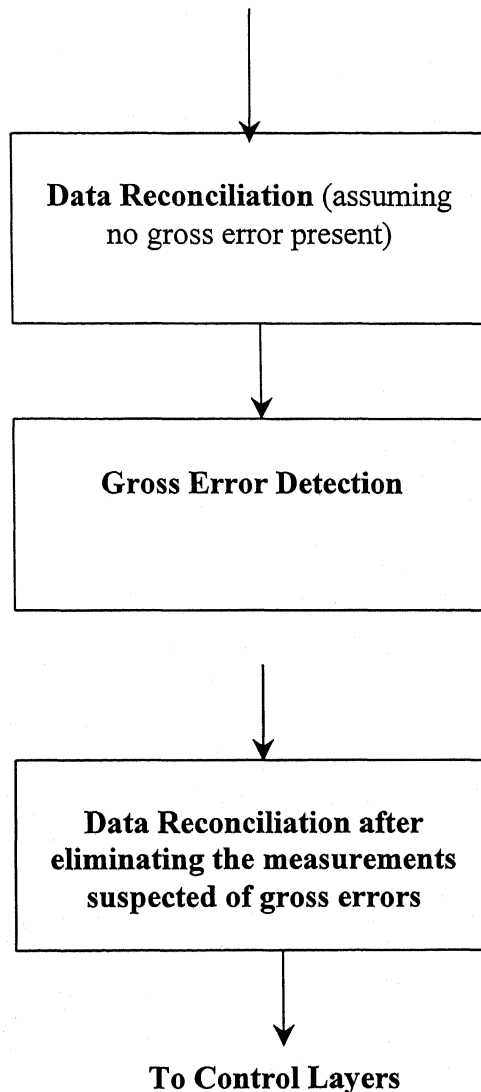 Data Reconciliation (assuming
no gross error present)
Gross Error Detection
Data Reconciliation after
eliminating the measurements
suspected of gross errors
To Control Layers